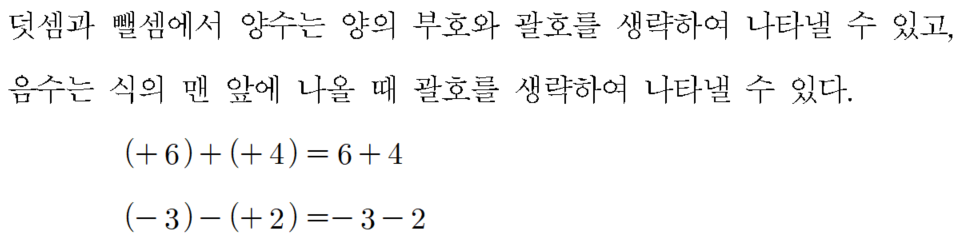 덧셈과 뺄셈에서 양수는 양의 부호와 괄호를 생략하여 나타낼 수 있고,
음수는 식의 맨 앞에 나올 때 괄호를 생략하여 나타낼 수 있다.
(+6)+(+4)=6+4
(-3)-(+2)=-3-2